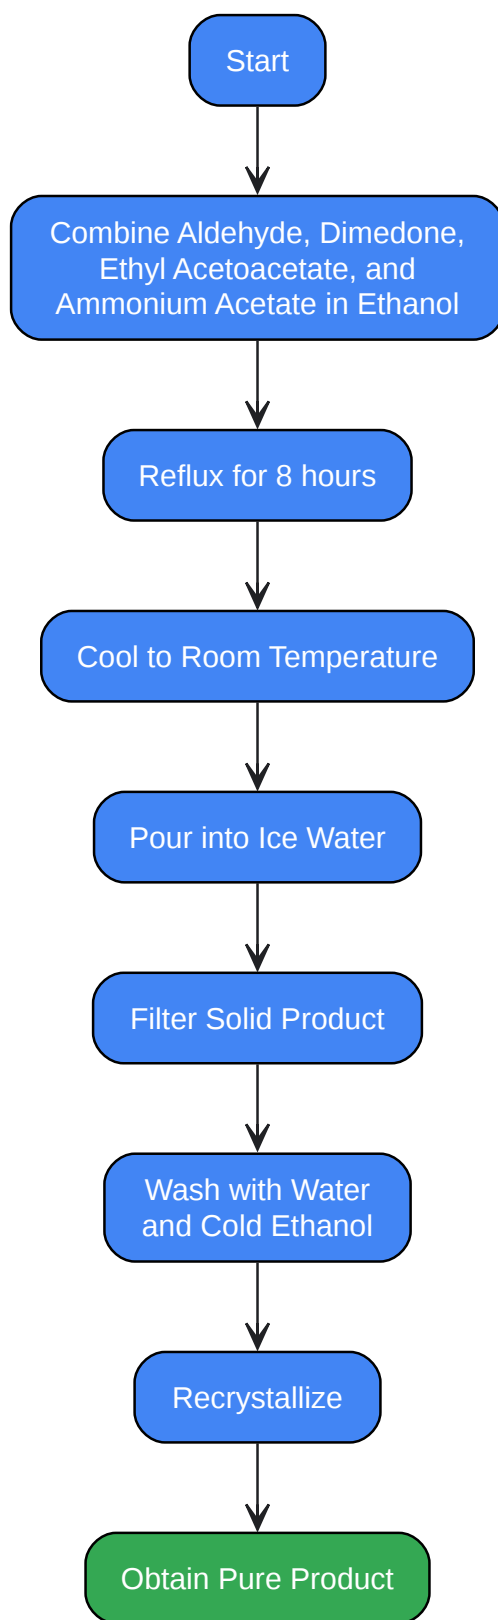 Start
Combine Aldehyde, Dimedone,
Ethyl Acetoacetate, and
Ammonium Acetate in Ethanol
Reflux for 8 hours
Cool to Room Temperature
Pour into Ice Water
Filter Solid Product
Wash with Water
and Cold Ethanol
Recrystallize
Obtain Pure Product